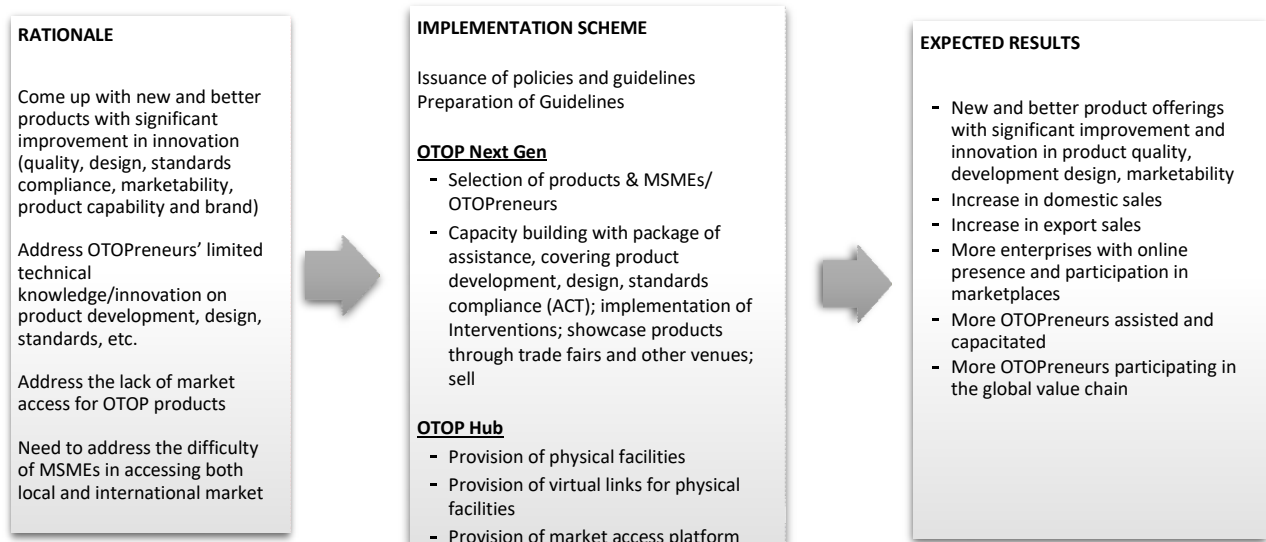 RATIONALE
Come up with new and better
products with significant
improvement in innovation
(quality, design, standards
compliance, marketability,
product capability and brand)
Address OTOPreneurs’ limited
technical
knowledge/innovation on
product development, design,
standards, etc.
Address the lack of market
access for OTOP products
Need to address the difficulty
of MSMEs in accessing both
local and international market
IMPLEMENTATION SCHEME
Issuance of policies and guidelines
Preparation of Guidelines
OTOP Next Gen
- Selection of products & MSMEs/
OTOPreneurs
- Capacity building with package of
assistance, covering product
development, design, standards
compliance (ACT); implementation of
Interventions; showcase products
through trade fairs and other venues;
sell
OTOP Hub
- Provision of physical facilities
- Provision of virtual links for physical
facilities
- Provision of market access platform
EXPECTED RESULTS
- New and better product offerings
with significant improvement and
innovation in product quality,
development design, marketability
- Increase in domestic sales
- Increase in export sales
- More enterprises with online
presence and participation in
marketplaces
- More OTOPreneurs assisted and
capacitated
- More OTOPreneurs participating in
the global value chain